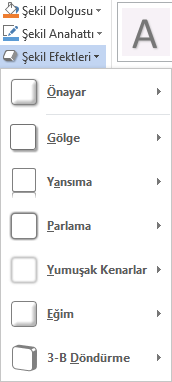 Şekil Dolgusu
Şekil Anahattı
Şekil Efektleri
A
Önayar
Gölge
Yansıma
Parlama
Yumuşak Kenarlar
Eğim
3-B Döndürme